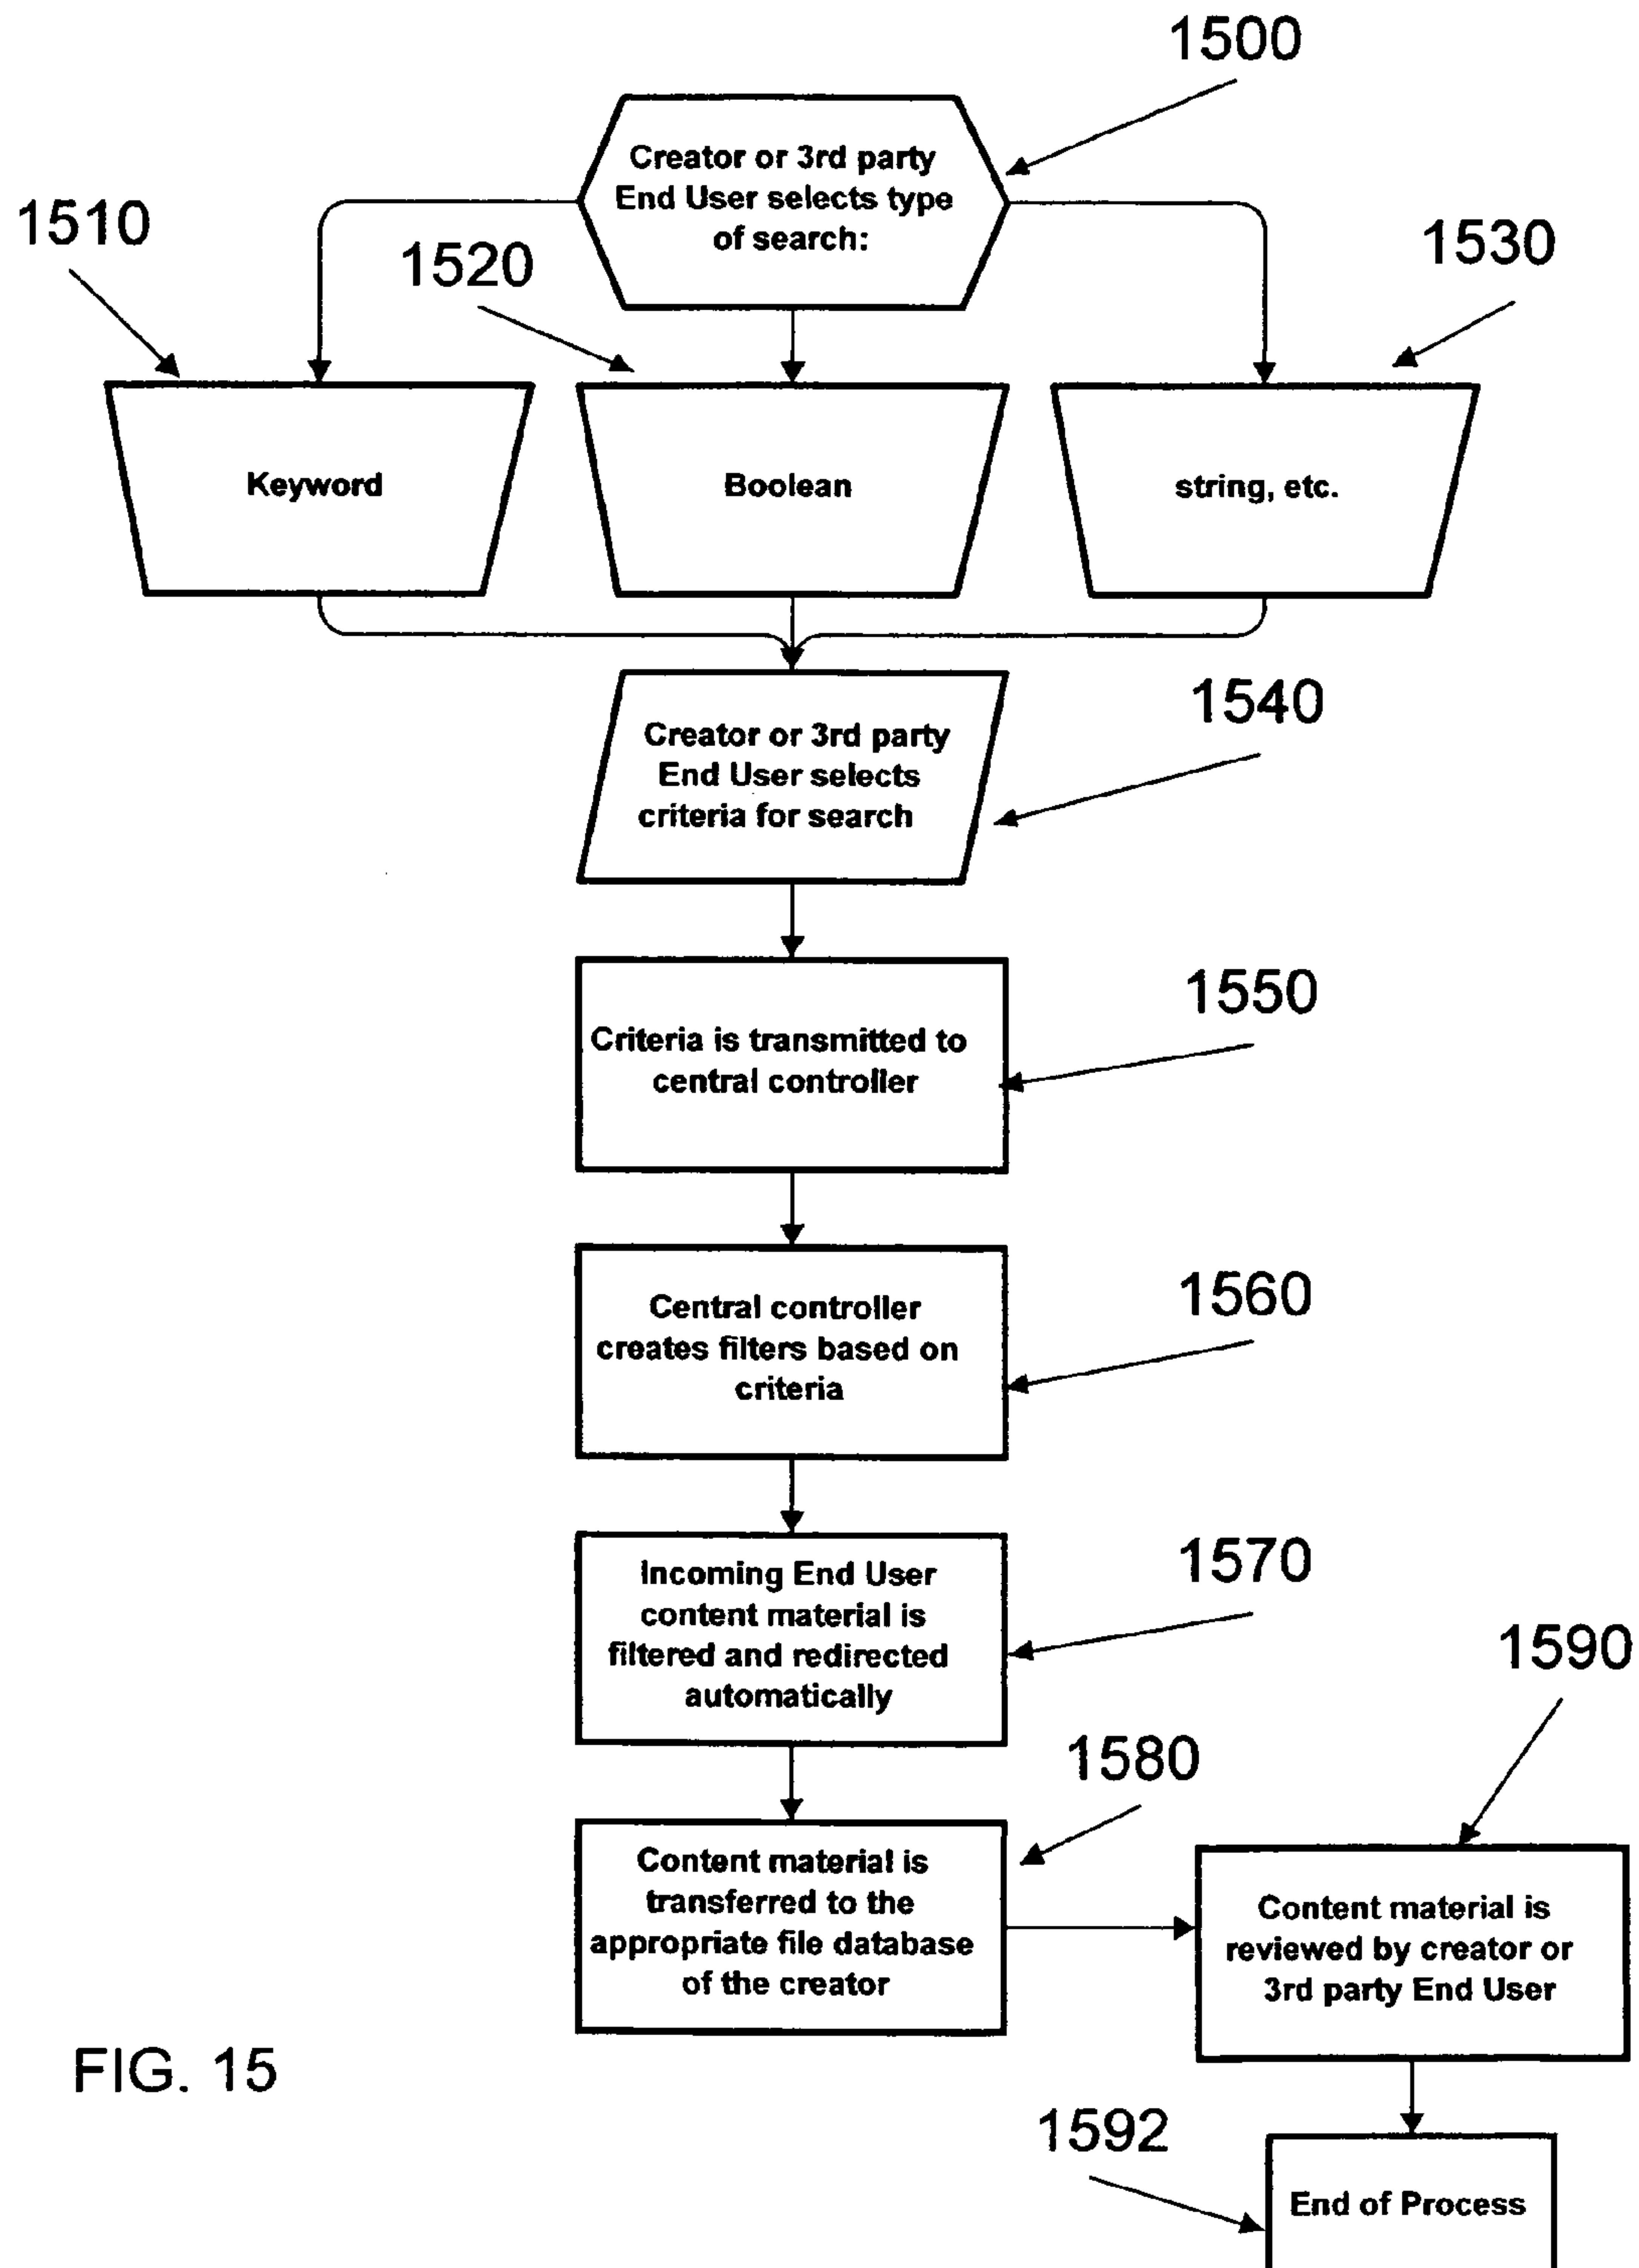 1500
Creator or 3rd party
End User selects type
of search:
1510
1520
1530
Keyword
Boolean
string, etc.
1540
Creator or 3rd party
End User selects
criteria for search
1550
Criteria is transmitted to
central controller
1560
Central controller
creates filters based on
criteria
1570
Incoming End User
content material is
filtered and redirected
automatically
1580
Content material is
transferred to the
appropriate file database
of the creator
1590
Content material is
reviewed by creator or
3rd party End User
FIG. 15
1592
End of Process